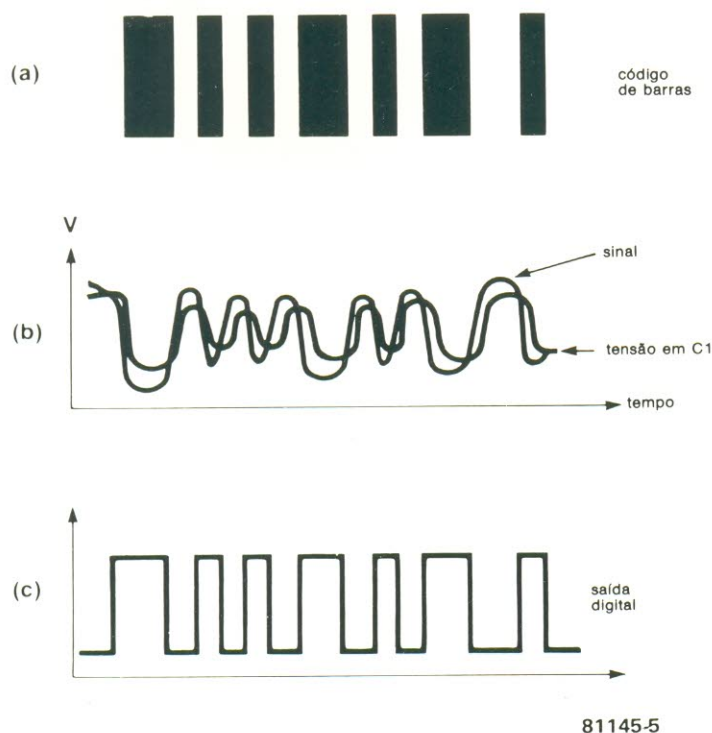 (a)
código
de barras
V
sinal
(b)
tensão em C1
tempo
(c)
saída
digital
81145-5